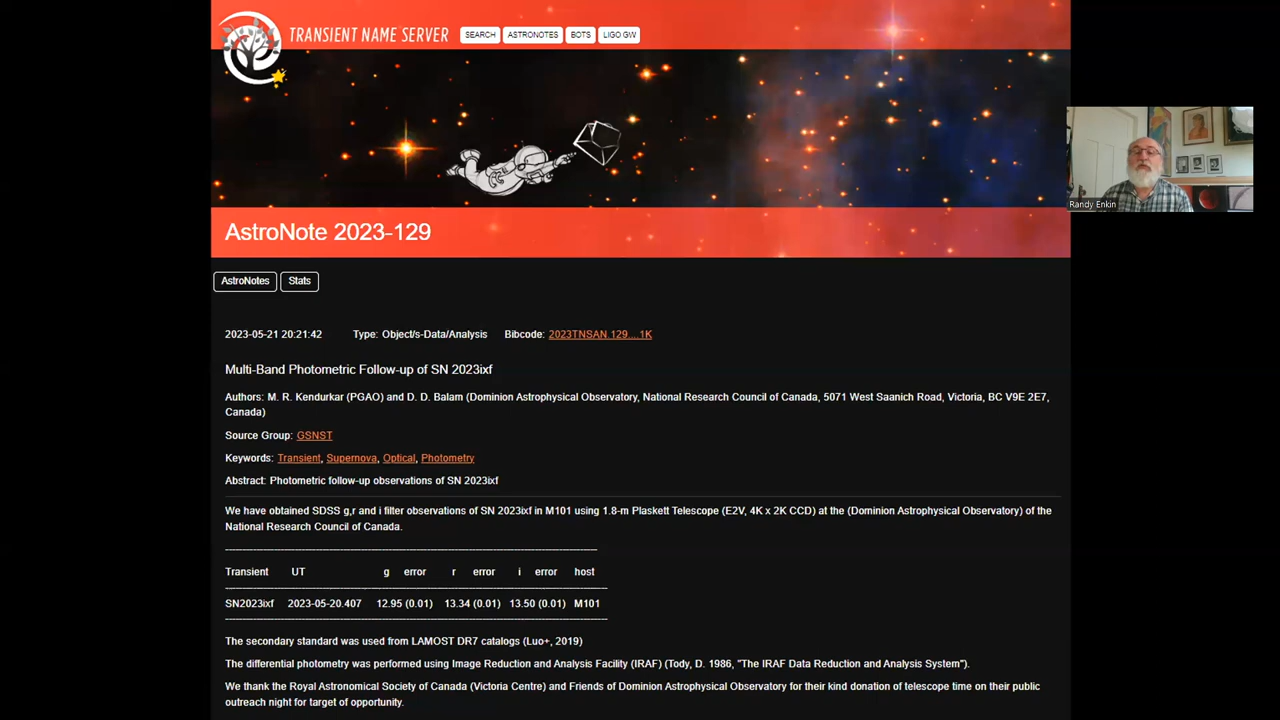 TRANSIENT NAME SERVER
SEARCH
ASTRONOTES
BOTS
LIGO GW
Randy Enkin
AstroNote 2023-129
AstroNotes
Stats
2023-05-21 20:21:42 Type: Object/s-Data/Analysis Bibcode: 2023TNSAN.129....1K
Multi-Band Photometric Follow-up of SN 2023ixf
Authors: M. R. Kendurkar (PGAO) and D. D. Balam (Dominion Astrophysical Observatory, National Research Council of Canada, 5071 West Saanich Road, Victoria, BC V9E 2E7,
Canada)
Source Group: GSNST
Keywords: Transient, Supernova, Optical, Photometry
Abstract: Photometric follow-up observations of SN 2023ixf
We have obtained SDSS g,r and i filter observations of SN 2023ixf in M101 using 1.8-m Plaskett Telescope (E2V, 4K x 2K CCD) at the (Dominion Astrophysical Observatory) of the
National Research Council of Canada.
Transient UT g error r error i error host
SN2023ixf 2023-05-20.407 12.95 (0.01) 13.34 (0.01) 13.50 (0.01) M101
The secondary standard was used from LAMOST DR7 catalogs (Luo+, 2019)
The differential photometry was performed using Image Reduction and Analysis Facility (IRAF) (Tody, D. 1986, "The IRAF Data Reduction and Analysis System").
We thank the Royal Astronomical Society of Canada (Victoria Centre) and Friends of Dominion Astrophysical Observatory for their kind donation of telescope time on their public
outreach night for target of opportunity.